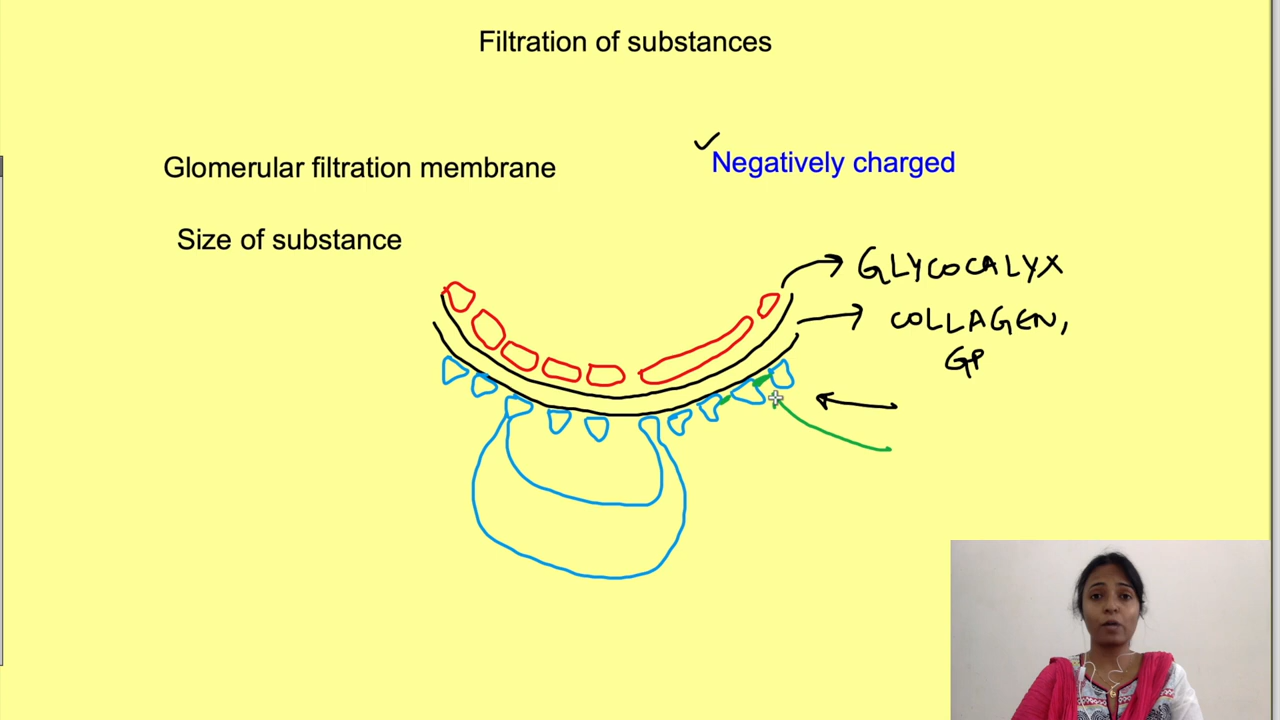 Filtration of substances
Glomerular filtration membrane
Negatively charged
Size of substance
GLYCOCALYX
COLLAGEN,
GP